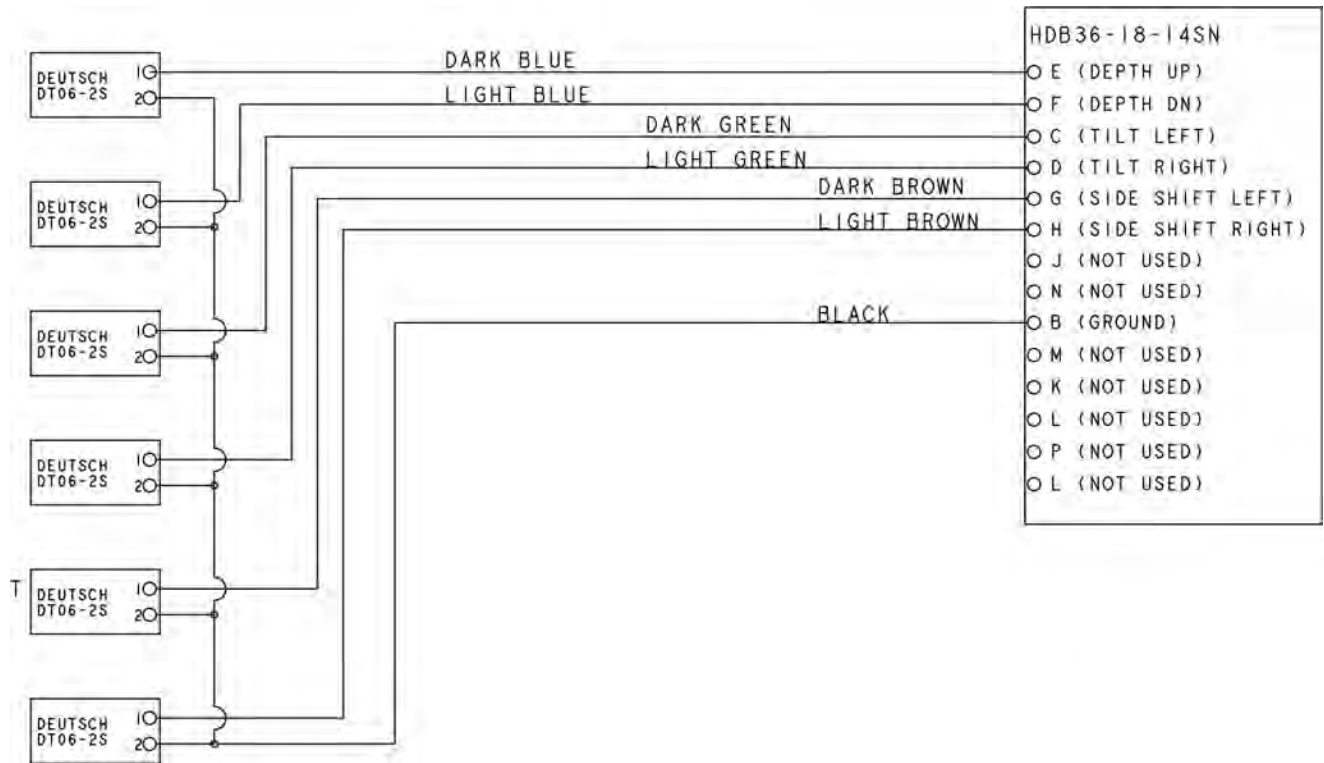 HDB36-18-14SN
DARK BLUE
E (DEPTH UP)
LIGHT BLUE
F (DEPTH DN)
DARK GREEN
C (TILT LEFT)
LIGHT GREEN
D (TILT RIGHT)
DARK BROWN
G (SIDE SHIFT LEFT)
LIGHT BROWN
H (SIDE SHIFT RIGHT)
J (NOT USED)
N (NOT USED)
BLACK
B (GROUND)
M (NOT USED)
K (NOT USED)
L (NOT USED)
P (NOT USED)
L (NOT USED)
DEUTSCH 1
DT06-2S 2
DEUTSCH 1
DT06-2S 2
DEUTSCH 1
DT06-2S 2
DEUTSCH 1
DT06-2S 2
T
DEUTSCH 1
DT06-2S 2
DEUTSCH 1
DT06-2S 2